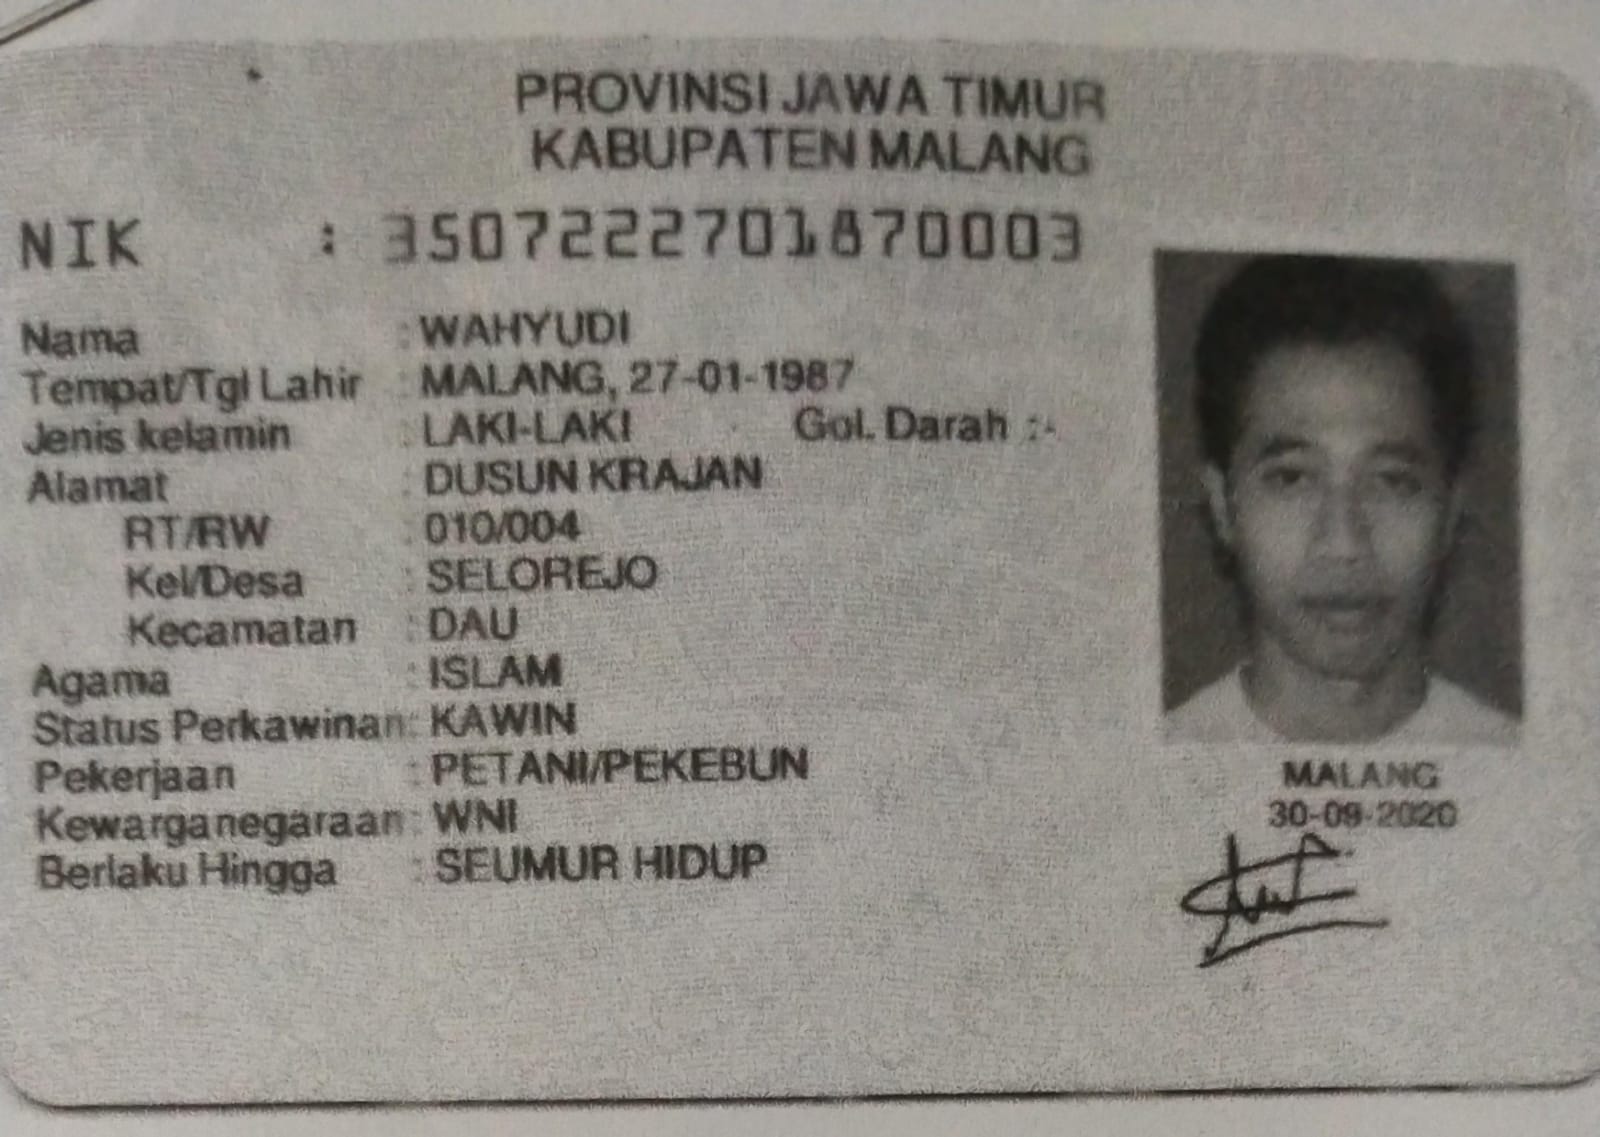 PROVINSI JAWA TIMUR
KABUPATEN MALANG
NIK : 3507222701870003
Nama : WAHYUDI
Tempat/Tgl Lahir : MALANG, 27-01-1987
Jenis kelamin : LAKI-LAKI Gol. Darah :-
Alamat : DUSUN KRAJAN
RT/RW : 010/004
Kel/Desa : SELOREJO
Kecamatan : DAU
Agama : ISLAM
Status Perkawinan: KAWIN
Pekerjaan : PETANI/PEKEBUN
Kewarganegaraan: WNI
Berlaku Hingga : SEUMUR HIDUP
MALANG
30-09-2020